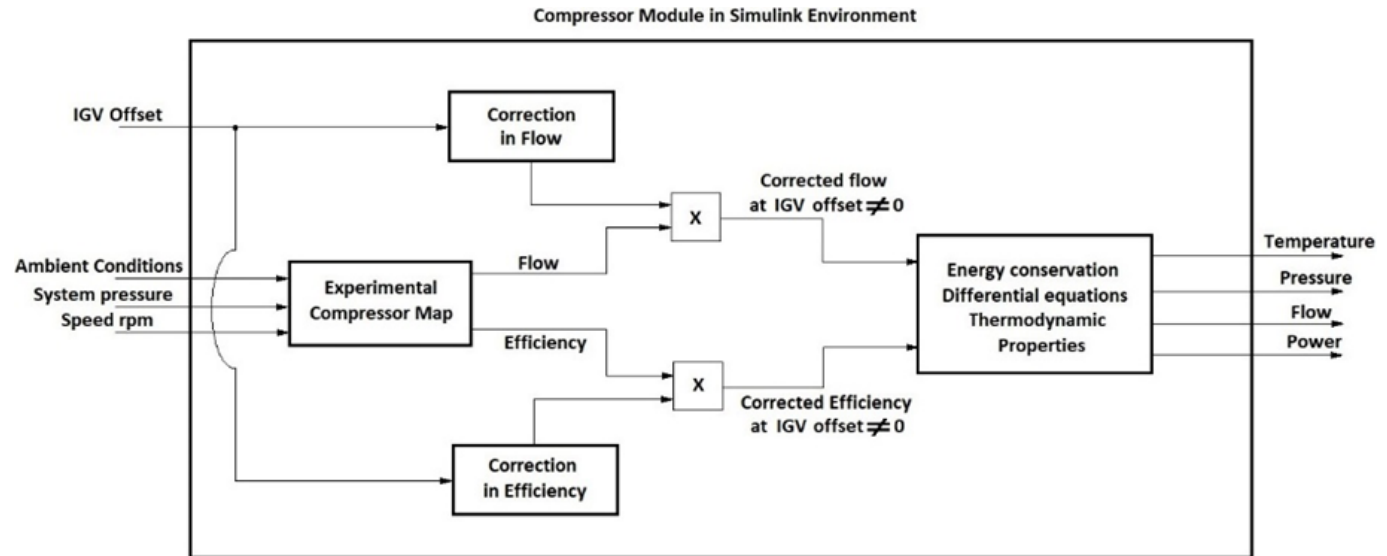 Compressor Module in Simulink Environment
IGV Offset
Correction
in Flow
Corrected flow
at IGV offset ≠ 0
X
Ambient Conditions
System pressure
Speed rpm
Experimental
Compressor Map
Flow
Efficiency
Energy conservation
Differential equations
Thermodynamic
Properties
Temperature
Pressure
Flow
Power
X
Corrected Efficiency
at IGV offset ≠ 0
Correction
in Efficiency